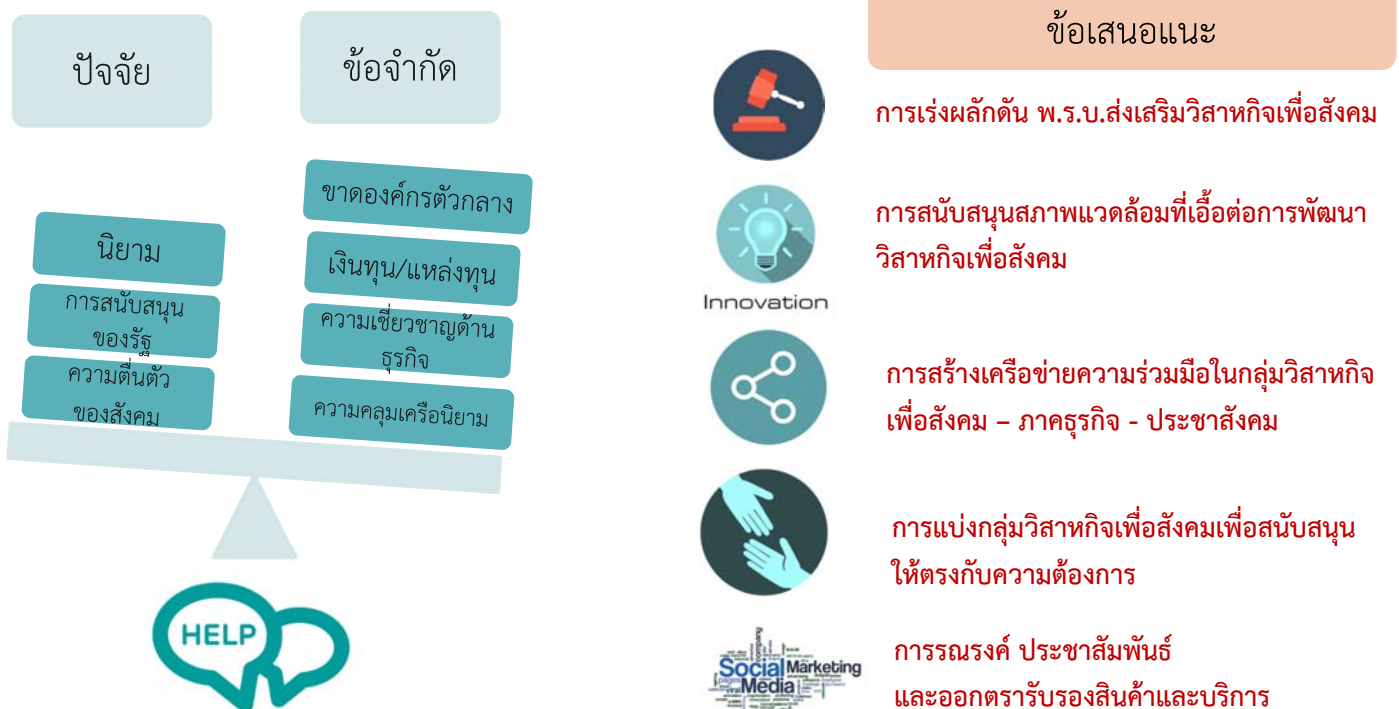 ปัจจัย
ข้อจำกัด
นิยาม
การสนับสนุน
ของรัฐ
ความตื่นตัว
ของสังคม
ขาดองค์กรตัวกลาง
เงินทุน/แหล่งทุน
ความเชี่ยวชาญด้าน
ธุรกิจ
ความคลุมเครือนิยาม
HELP
ข้อเสนอแนะ
การเร่งผลักดัน พ.ร.บ.ส่งเสริมวิสาหกิจเพื่อสังคม
Innovation
การสนับสนุนสภาพแวดล้อมที่เอื้อต่อการพัฒนา
วิสาหกิจเพื่อสังคม
การสร้างเครือข่ายความร่วมมือในกลุ่มวิสาหกิจ
เพื่อสังคม – ภาคธุรกิจ - ประชาสังคม
การแบ่งกลุ่มวิสาหกิจเพื่อสังคมเพื่อสนับสนุน
ให้ตรงกับความต้องการ
company
Social Marketing
Media
การรณรงค์ ประชาสัมพันธ์
และออกตรารับรองสินค้าและบริการ